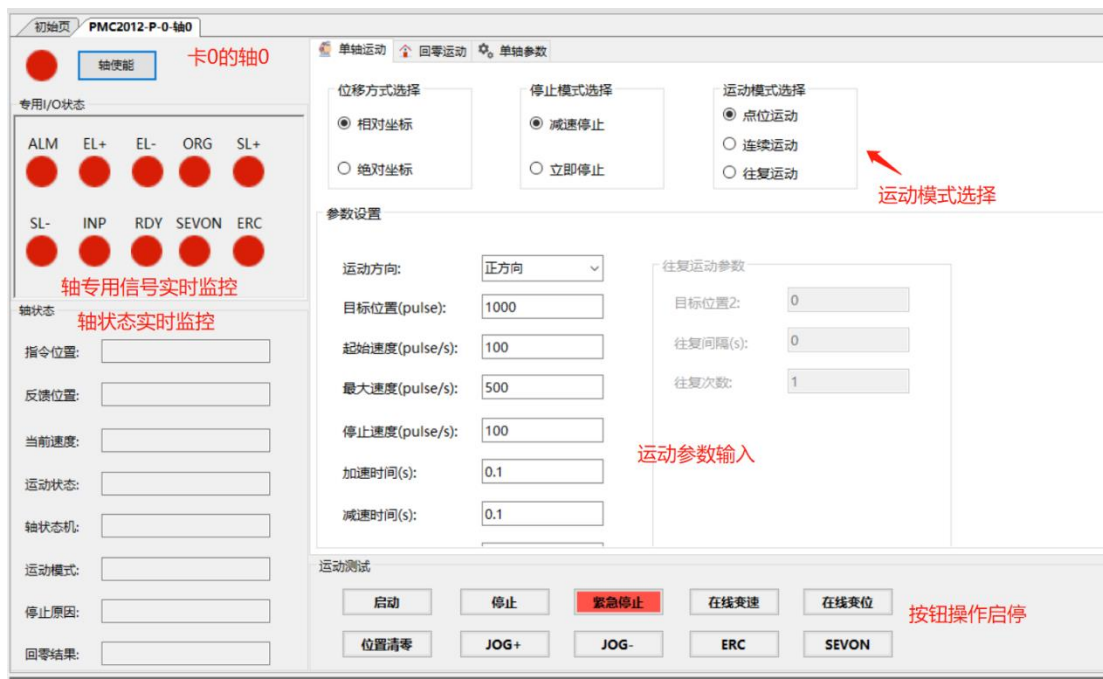 初始页 PMC2012-P-0-轴0
轴使能 卡0的轴0
专用I/O状态
ALM EL+ EL- ORG SL+
SL- INP RDY SEVON ERC
轴专用信号实时监控
轴状态
轴状态实时监控
指令位置:
反馈位置:
当前速度:
运动状态:
轴状态机:
运动模式:
停止原因:
回零结果:
单轴运动 回零运动 单轴参数
位移方式选择
相对坐标
绝对坐标
停止模式选择
减速停止
立即停止
运动模式选择
点位运动
连续运动
往复运动
运动模式选择
参数设置
运动方向: 正方向
目标位置(pulse): 1000
起始速度(pulse/s): 100
最大速度(pulse/s): 500
停止速度(pulse/s): 100
加速时间(s): 0.1
减速时间(s): 0.1
往复运动参数
目标位置2: 0
往复间隔(s): 0
往复次数: 1
运动参数输入
运动测试
启动 停止 紧急停止 在线变速 在线变位
位置清零 JOG+ JOG- ERC SEVON
按钮操作启停